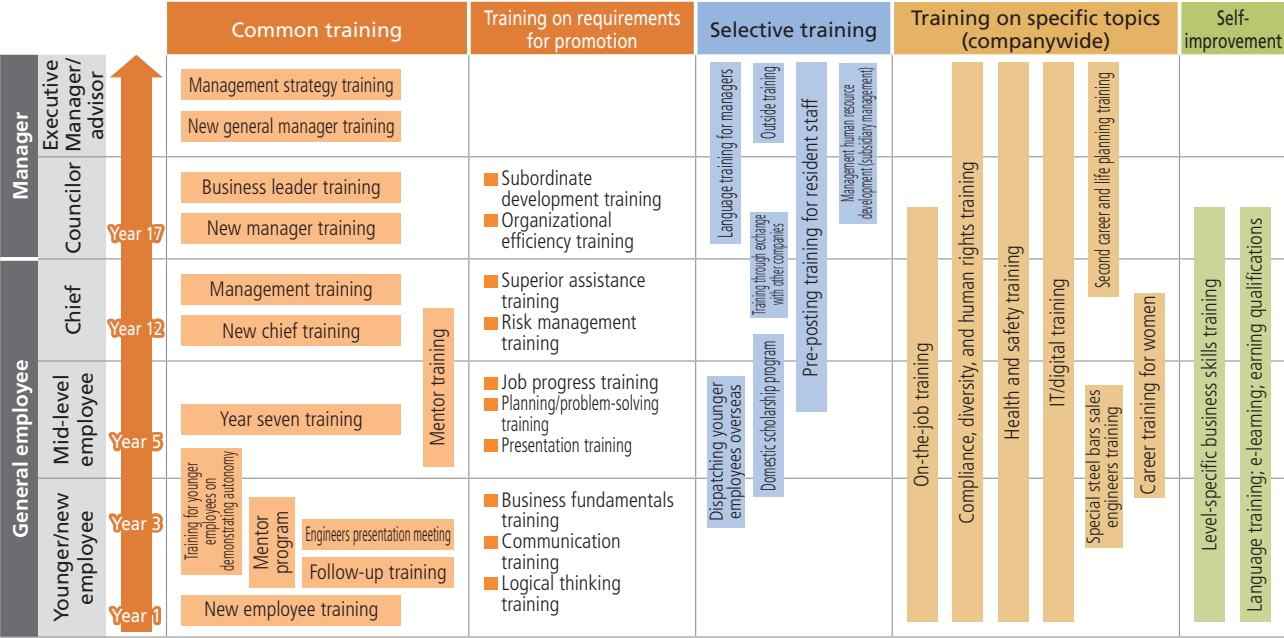 Common training
Training on requirements
for promotion
Selective training
Training on specific topics
(companywide)
Self-
improvement
Manager
Executive
Manager/
advisor
Councilor
General employee
Chief
Mid-level
employee
Younger/new
employee
Year 17
Year 12
Year 5
Year 3
Year 1
Management strategy training
New general manager training
Business leader training
New manager training
Management training
New chief training
Mentor training
Year seven training
Training for younger
employees on
demonstrating autonomy
Mentor
program
Engineers presentation meeting
Follow-up training
New employee training
Subordinate
development training
Organizational
efficiency training
Superior assistance
training
Risk management
training
Job progress training
Planning/problem-solving
training
Presentation training
Business fundamentals
training
Communication
training
Logical thinking
training
Language training for managers
Outside training
Training through exchange
with other companies
Dispatching younger
employees overseas
Domestic scholarship program
Pre-posting training for resident staff
Management human resource
development (subsidiary management)
On-the-job training
Compliance, diversity, and human rights training
Health and safety training
IT/digital training
Second career and life planning training
Special steel bars sales
engineers training
Career training for women
Level-specific business skills training
Language training; e-learning; earning qualifications